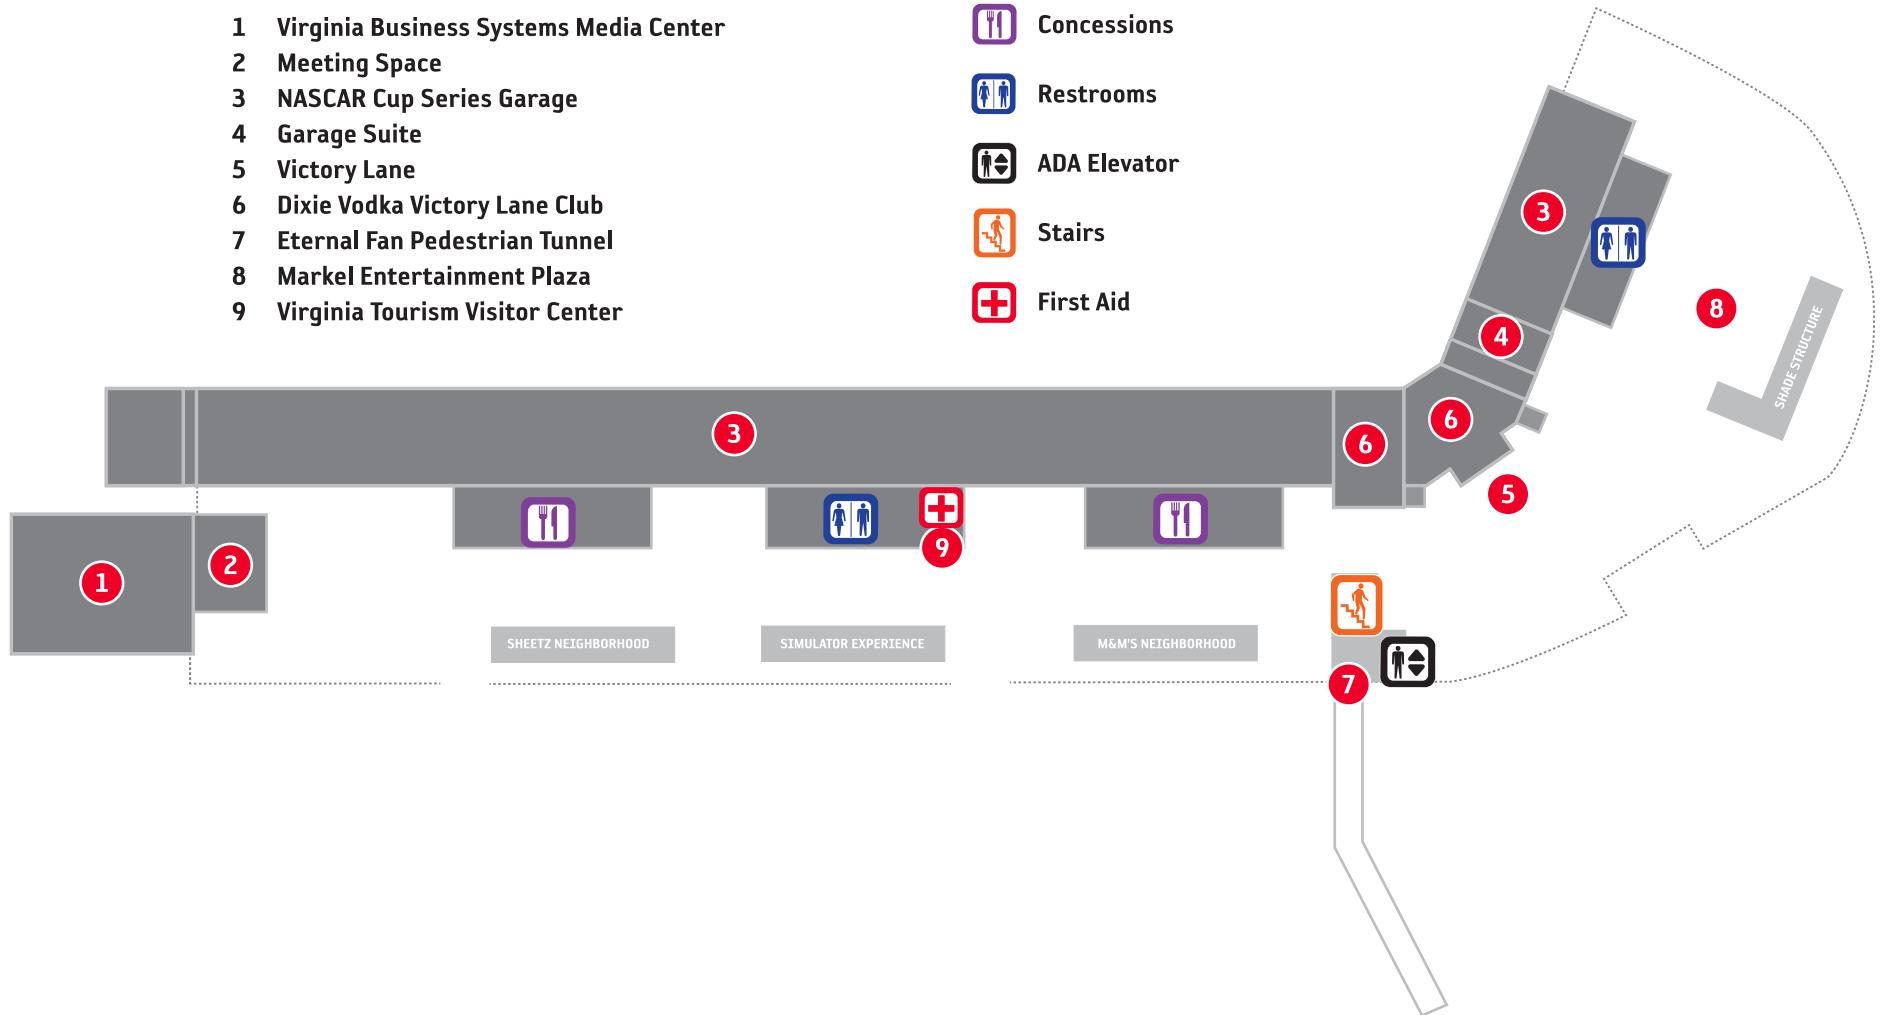 1 Virginia Business Systems Media Center
2 Meeting Space
3 NASCAR Cup Series Garage
4 Garage Suite
5 Victory Lane
6 Dixie Vodka Victory Lane Club
7 Eternal Fan Pedestrian Tunnel
8 Markel Entertainment Plaza
9 Virginia Tourism Visitor Center
Concessions
Restrooms
ADA Elevator
Stairs
First Aid
3
8
4
SHADE STRUCTURE
6
3
6
5
9
2
1
SHEETZ NEIGHBORHOOD
SIMULATOR EXPERIENCE
M&M'S NEIGHBORHOOD
7